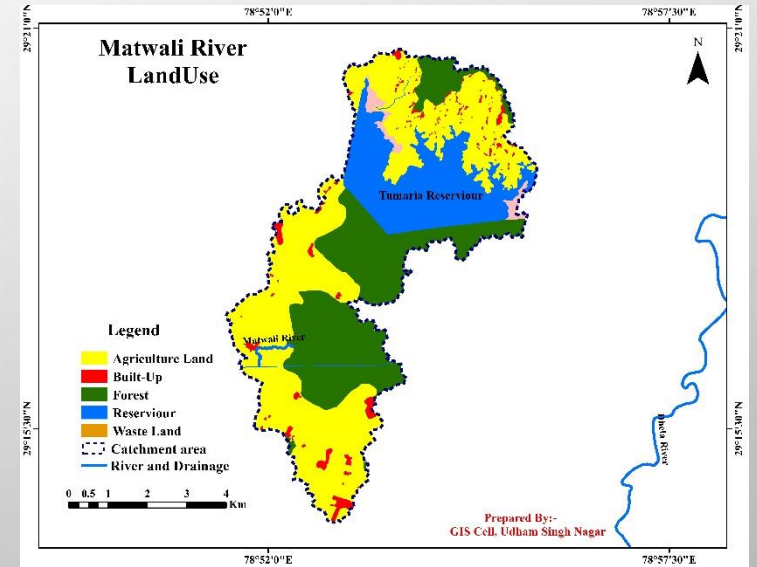 78°52'0"E
78°57'30"E
29°21'0"N
29°21'0"N
Matwali River
LandUse
N
Tumaria Reserviour
Legend
Agriculture Land
Built-Up
Forest
Reserviour
Waste Land
Catchment area
River and Drainage
Matwali River
Dhela River
29°15'30"N
29°15'30"N
0 0.5 1 2 3 4
Km
Prepared By:-
GIS Cell. Udham Singh Nagar
78°52'0"E
78°57'30"E